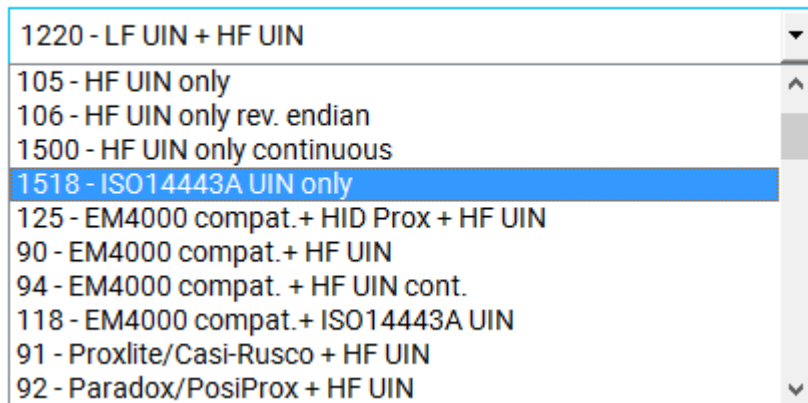 1220 - LF UIN + HF UIN
105 - HF UIN only
106 - HF UIN only rev. endian
1500 - HF UIN only continuous
1518 - ISO14443A UIN only
125 - EM4000 compat.+ HID Prox + HF UIN
90 - EM4000 compat.+ HF UIN
94 - EM4000 compat. + HF UIN cont.
118 - EM4000 compat.+ ISO14443A UIN
91 - Proxlite/Casi-Rusco + HF UIN
92 - Paradox/PosiProx + HF UIN